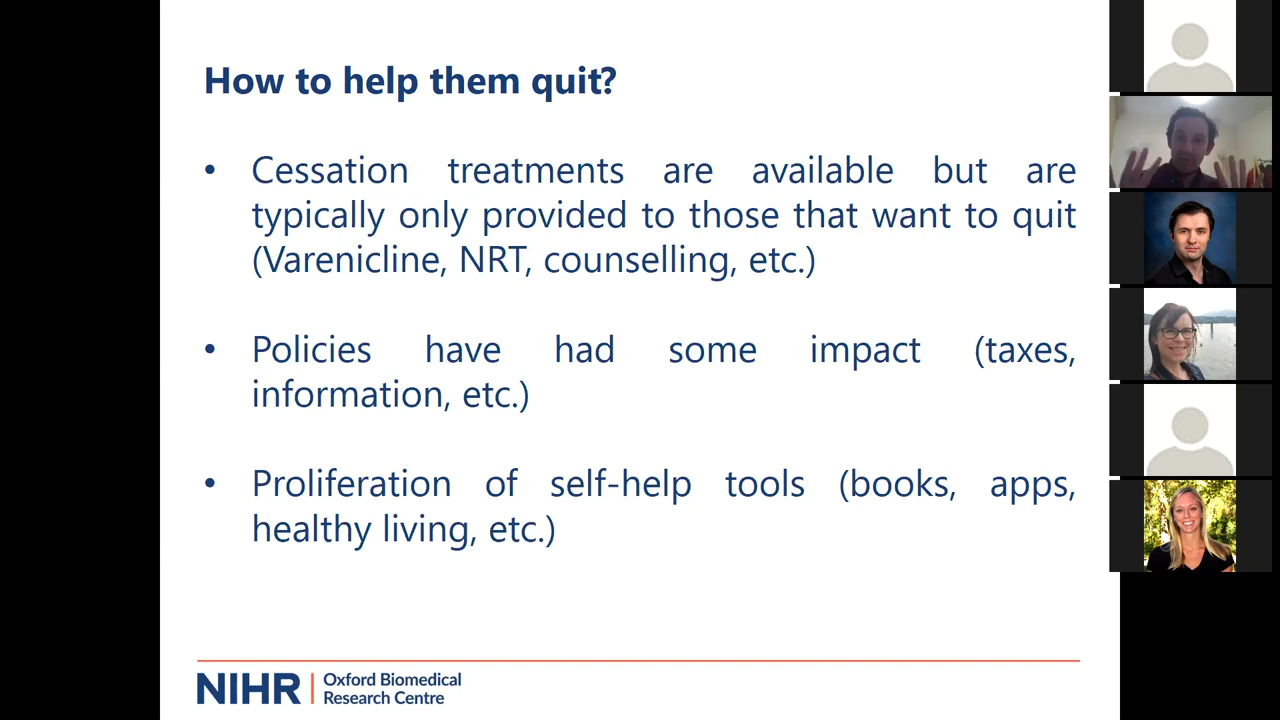 How to help them quit?
• Cessation treatments are available but are
typically only provided to those that want to quit
(Varenicline, NRT, counselling, etc.)
• Policies have had some impact (taxes,
information, etc.)
• Proliferation of self-help tools (books, apps,
healthy living, etc.)
NIHR | Oxford Biomedical
Research Centre